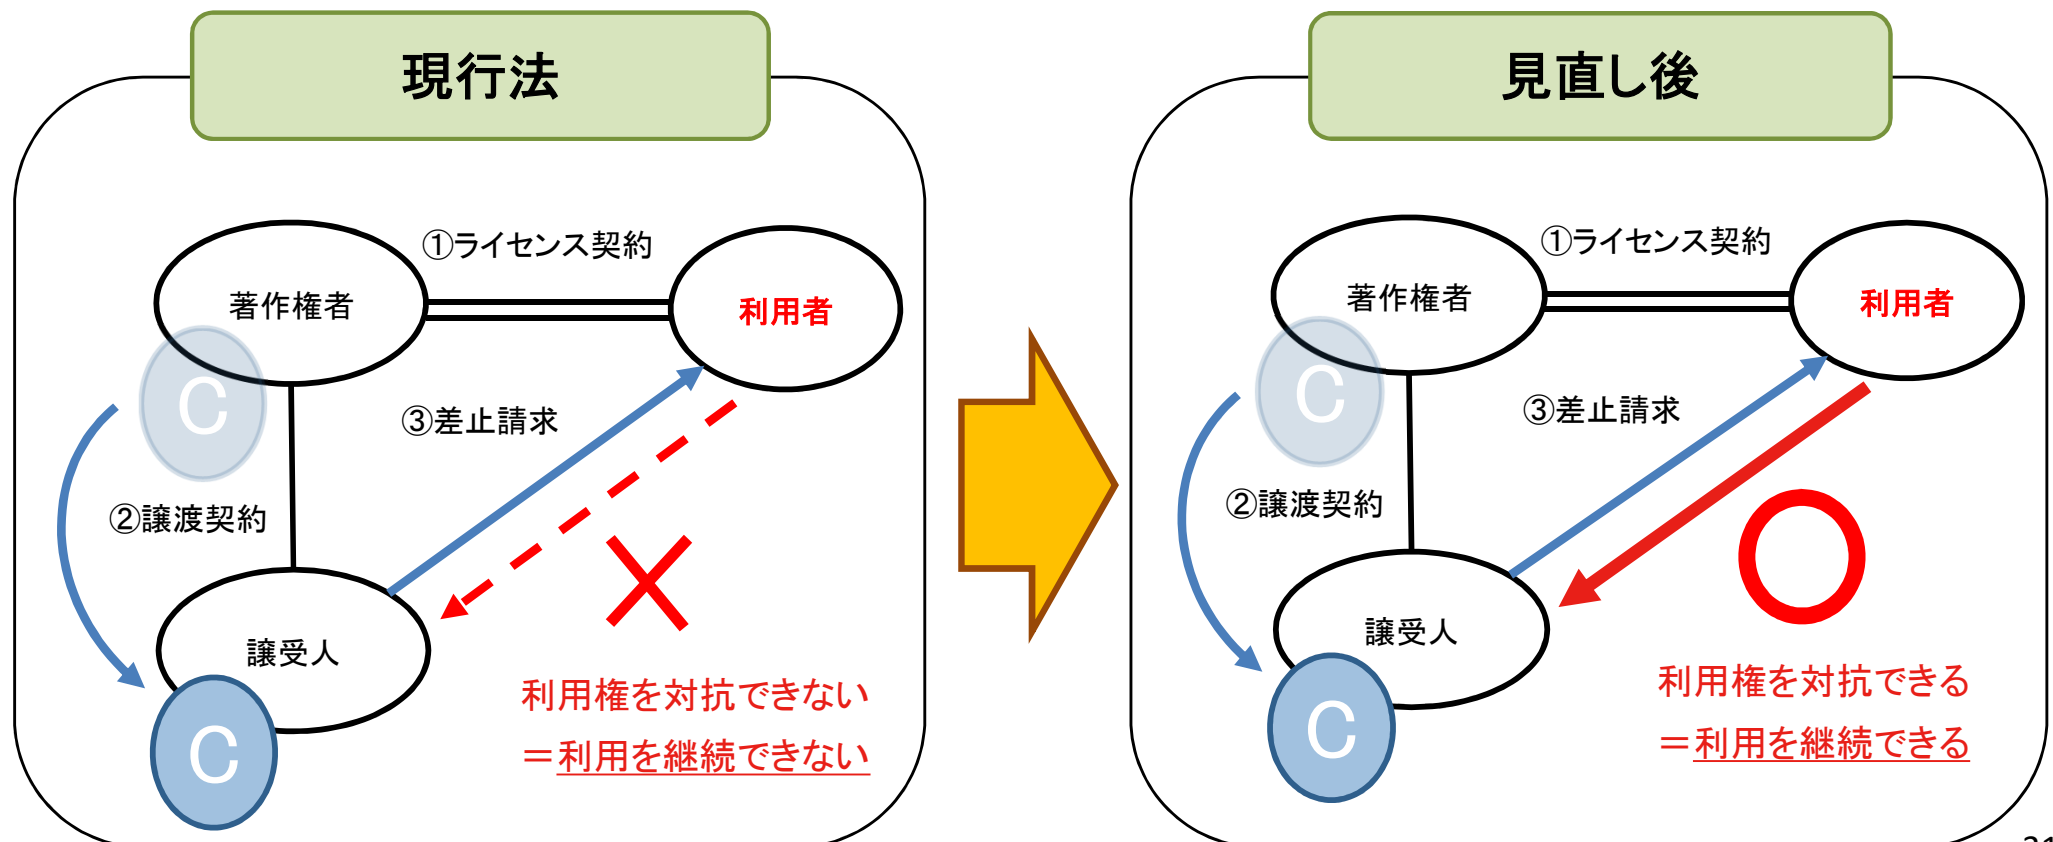 現行法
①ライセンス契約
著作権者
利用者
C
③差止請求
②譲渡契約
譲受人
利用権を対抗できない
C
＝利用を継続できない
見直し後
①ライセンス契約
著作権者
利用者
C
③差止請求
②譲渡契約
譲受人
利用権を対抗できる
C
＝利用を継続できる